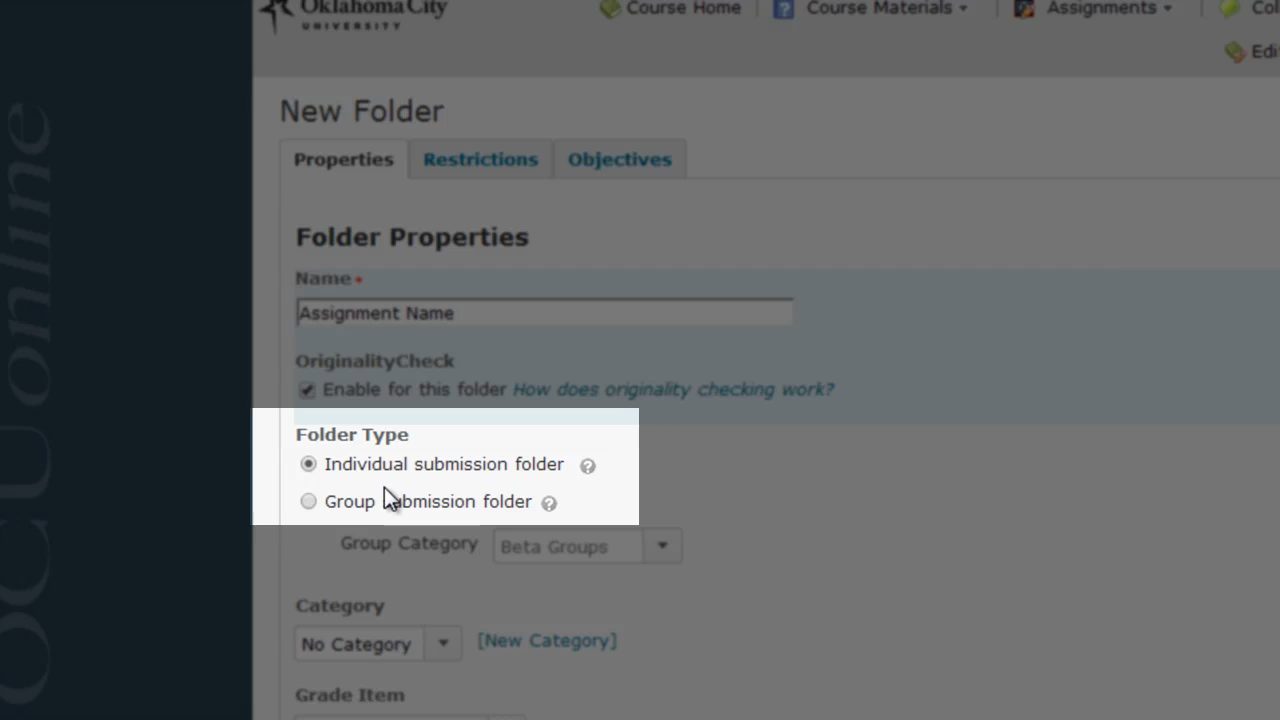 Oklahoma City
UNIVERSITY
Course Home
Course Materials
Assignments
OCU online
New Folder
Properties
Restrictions
Objectives
Folder Properties
Name
Assignment Name
OriginalityCheck
Enable for this folder How does originality checking work?
Folder Type
Individual submission folder
Group submission folder
Group Category
Beta Groups
Category
No Category
[New Category]
Grade Item